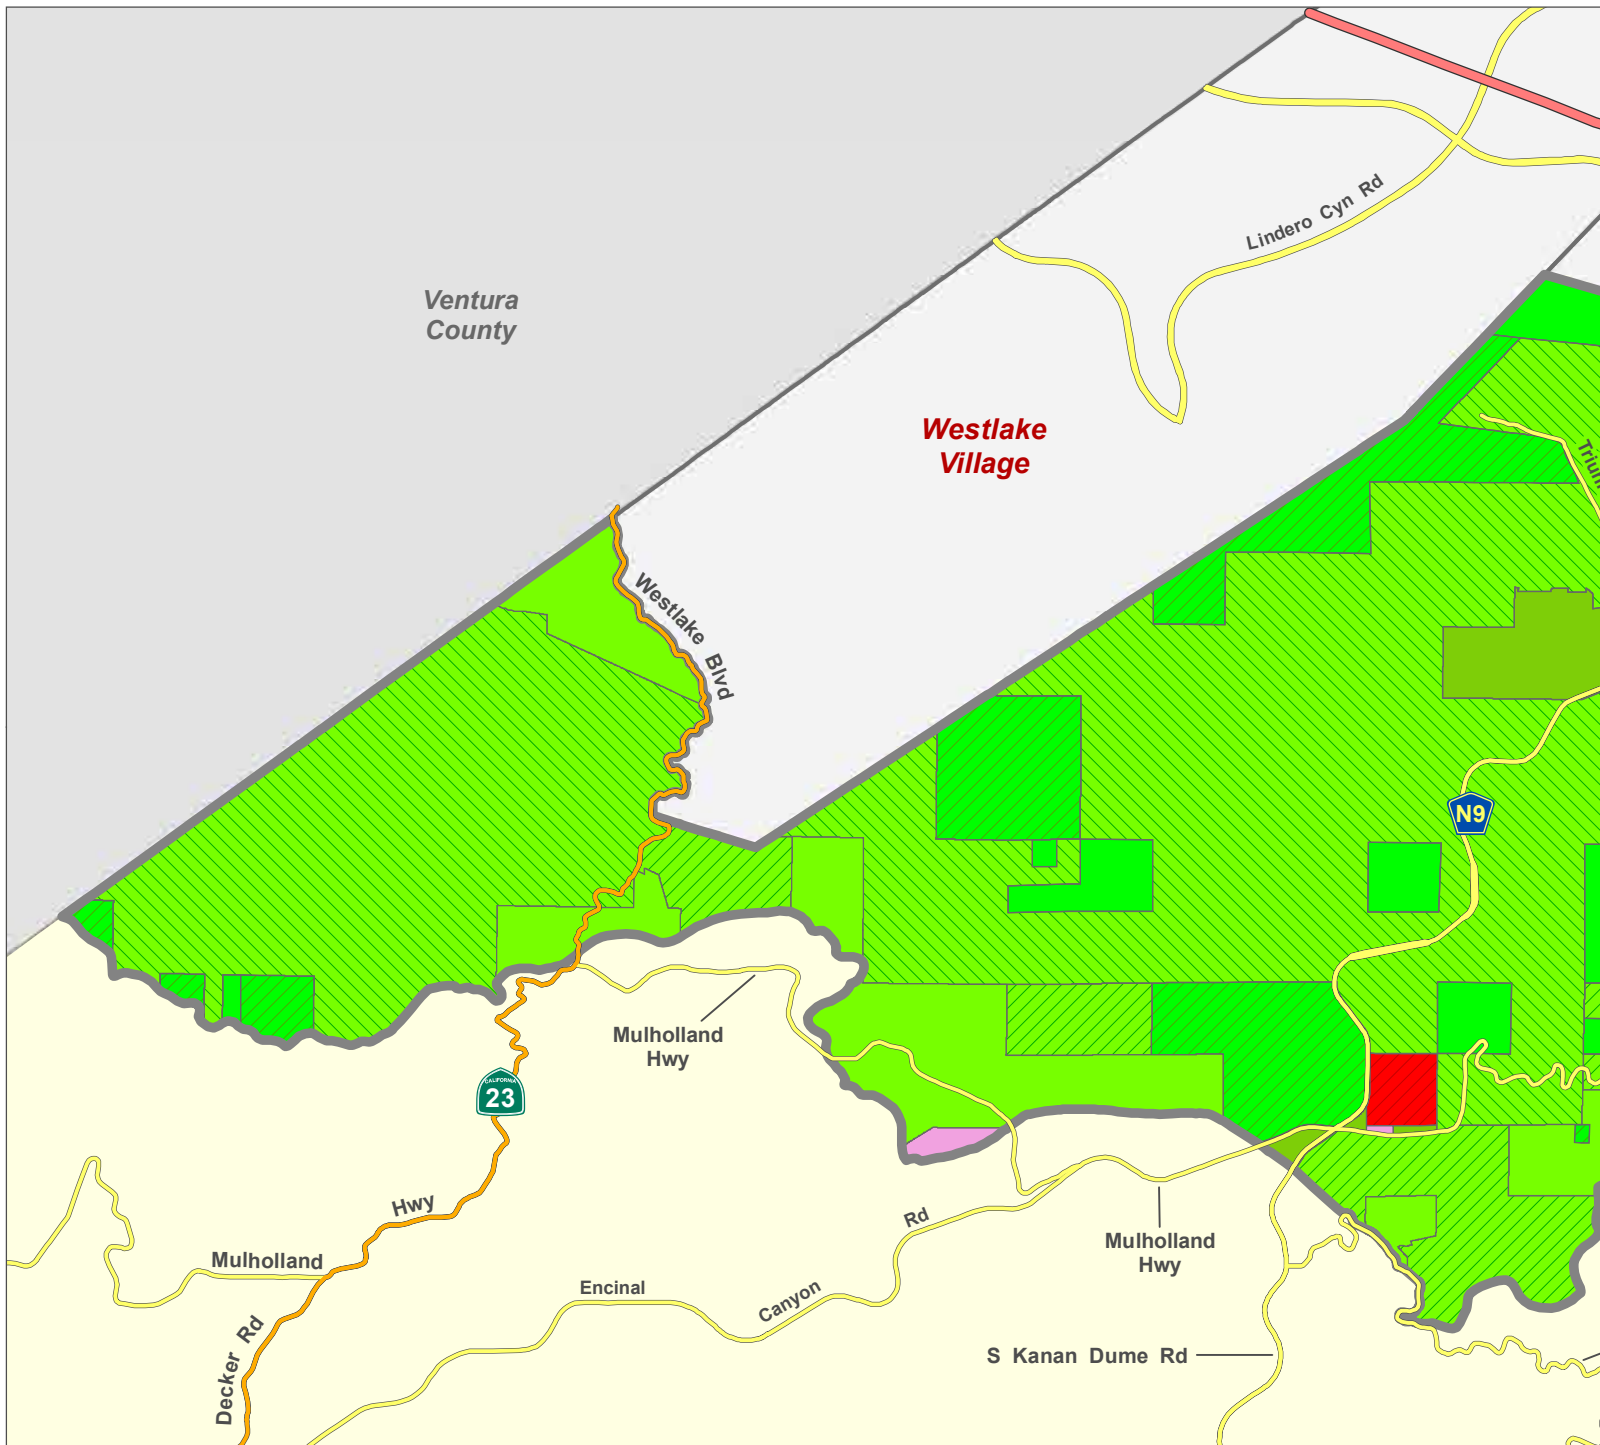 Lindero Cyn Rd
Ventura
County
Westlake
Village
Westlake Blvd
N9
Mulholland
Hwy
CALIFORNIA
23
Hwy
Mulholland
Rd
Mulholland
Hwy
Encinal
Canyon
Decker Rd
S Kanan Dume Rd